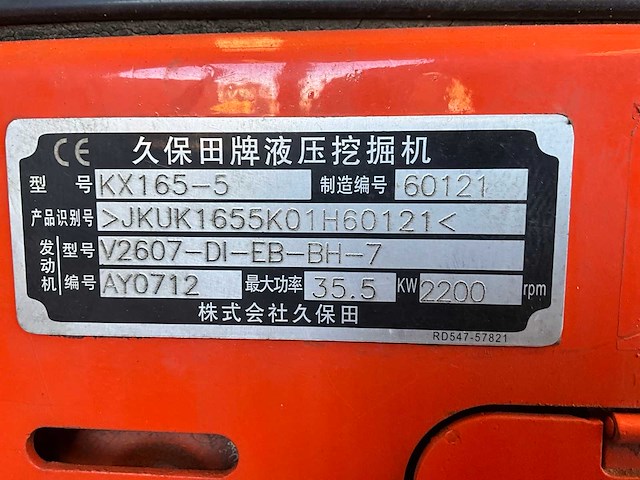 CE 久保田牌液压挖掘机
型 号 KX165-5 制造编号 60121
产品识别号 >JKUK1655K01H60121<
发动机 型号 V2607-DI-EB-BH-7
编号 AY0712 最大功率 35.5 KW 2200 rpm
株式会社久保田
RD547-57821